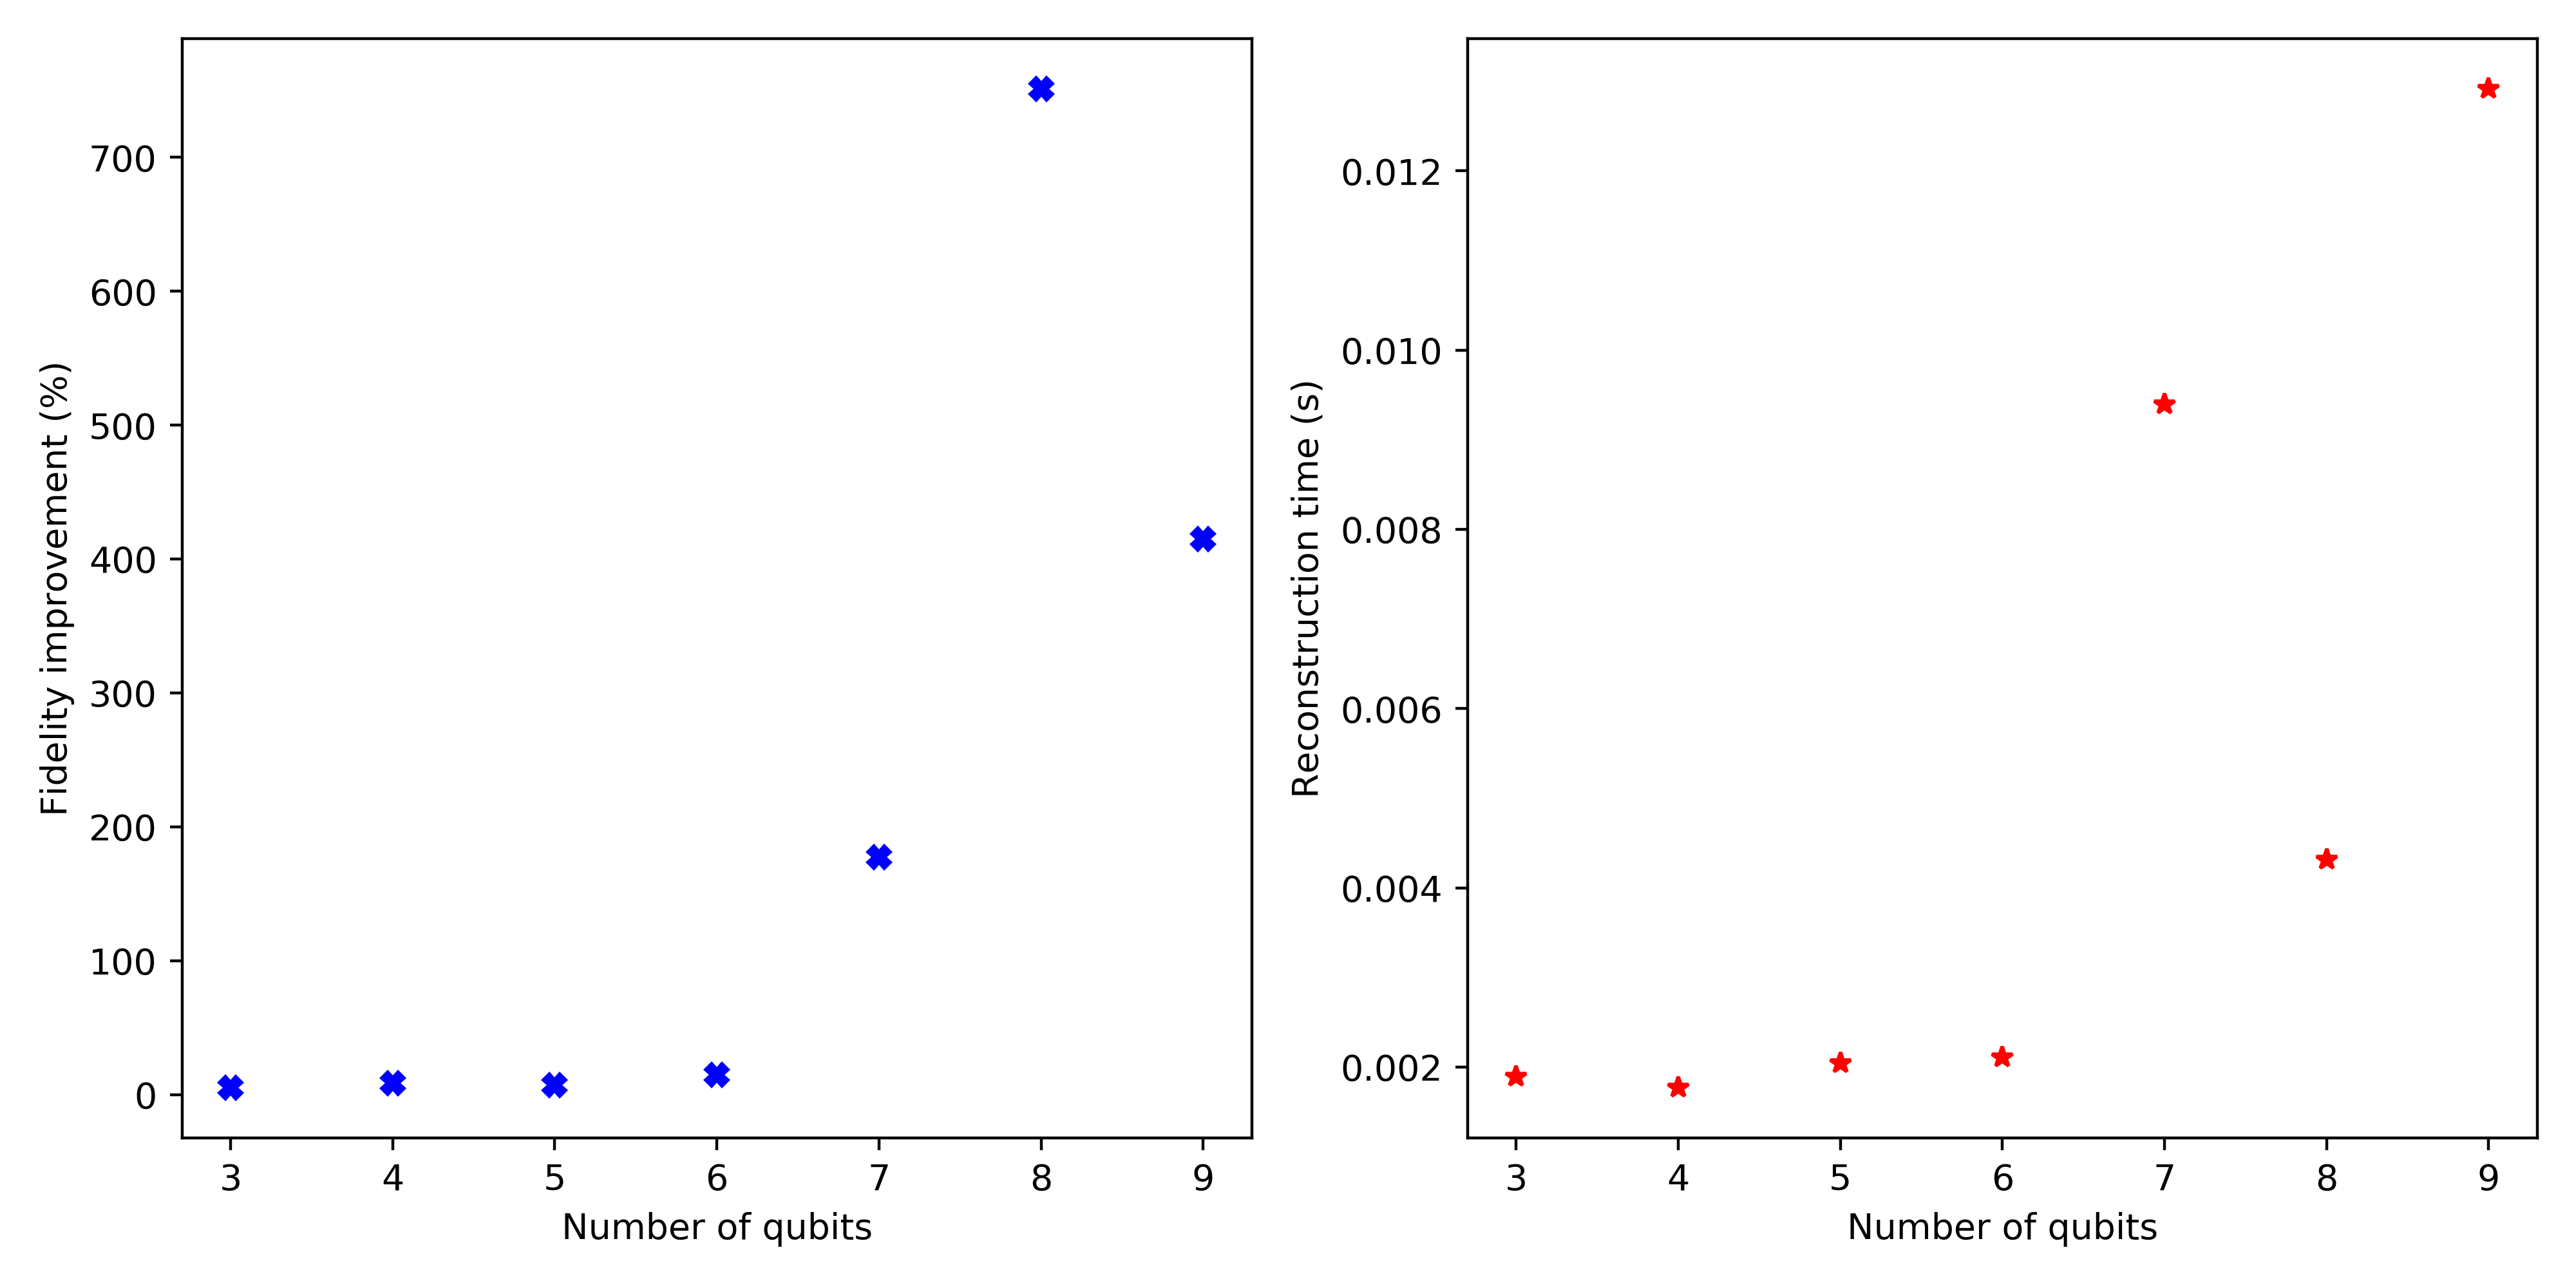 Fidelity improvement (%)
700
600
500
400
300
200
100
0
3 4 5 6 7 8 9
Number of qubits
Reconstruction time (s)
0.012
0.010
0.008
0.006
0.004
0.002
3 4 5 6 7 8 9
Number of qubits